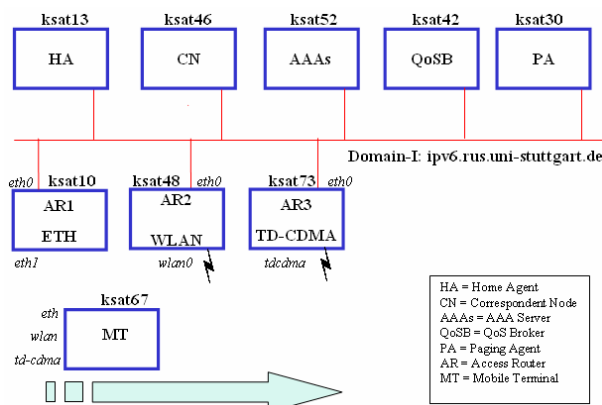 ksat13 ksat46 ksat52 ksat42 ksat30
HA CN AAAs QoSB PA
Domain-I: ipv6.rus.uni-stuttgart.de
eth0 ksat10 ksat48 eth0 ksat73 eth0
AR1 AR2 AR3
ETH WLAN TD-CDMA
eth1 wlan0 tdcdma
ksat67
eth
wlan MT
td-cdma
HA = Home Agent
CN = Correspondent Node
AAAs = AAA Server
QoSB = QoS Broker
PA = Paging Agent
AR = Access Router
MT = Mobile Terminal